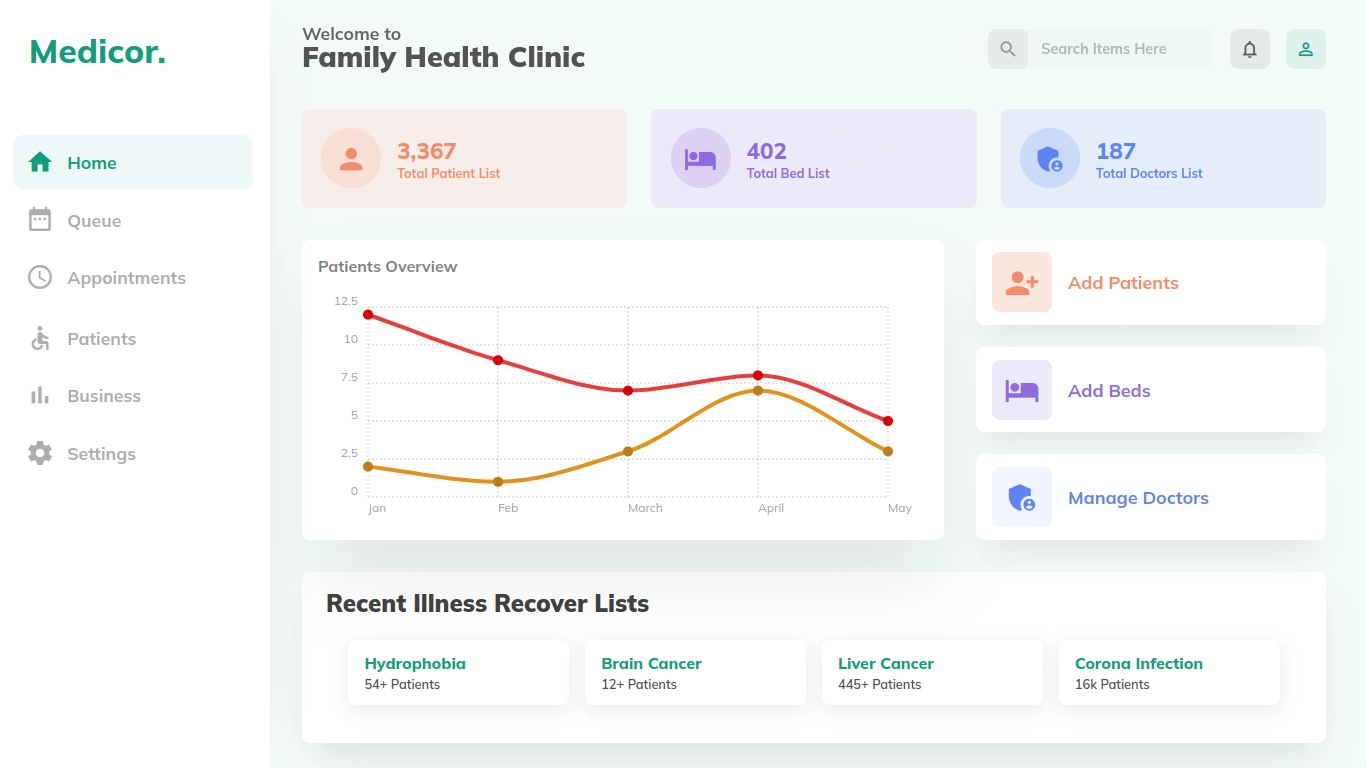 Medicor.
Home
Queue
Appointments
Patients
Business
Settings
Welcome to
Family Health Clinic
Search Items Here
3,367
Total Patient List
402
Total Bed List
187
Total Doctors List
Patients Overview
12.5
10
7.5
5
2.5
0
Jan
Feb
March
April
May
Add Patients
Add Beds
Manage Doctors
Recent Illness Recover Lists
Hydrophobia
54+ Patients
Brain Cancer
12+ Patients
Liver Cancer
445+ Patients
Corona Infection
16k Patients